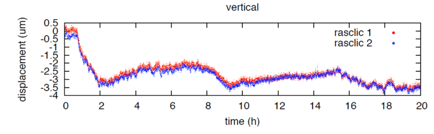 vertical
0.5
0
-0.5
-1
-1.5
-2
-2.5
-3
-3.5
-4
displacement (um)
rasclic 1
rasclic 2
0 2 4 6 8 10 12 14 16 18 20
time (h)